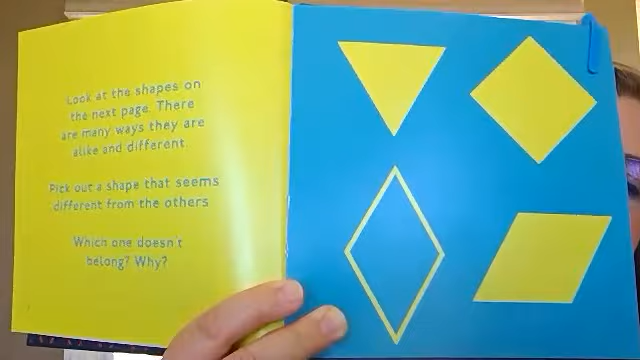 Look at the shapes on
the next page. There
are many ways they are
alike and different.
Pick out a shape that seems
different from the others
Which one doesn't
belong? Why?